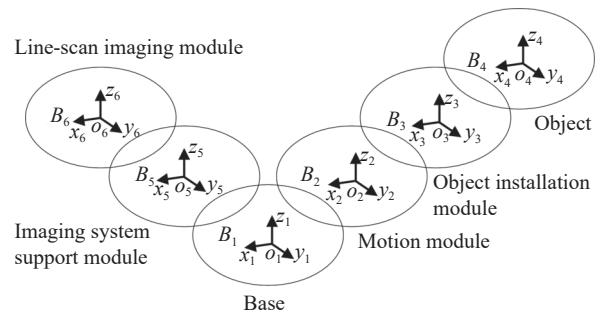 z₄
B₄
x₄ o₄ y₄
Object
Line-scan imaging module
z₆
B₆
x₆ o₆ y₆
z₃
B₃
x₃ o₃ y₃
Object installation
module
z₅
B₅
x₅ o₅ y₅
z₂
B₂
x₂ o₂ y₂
Motion module
Imaging system
support module
z₁
B₁
x₁ o₁ y₁
Base